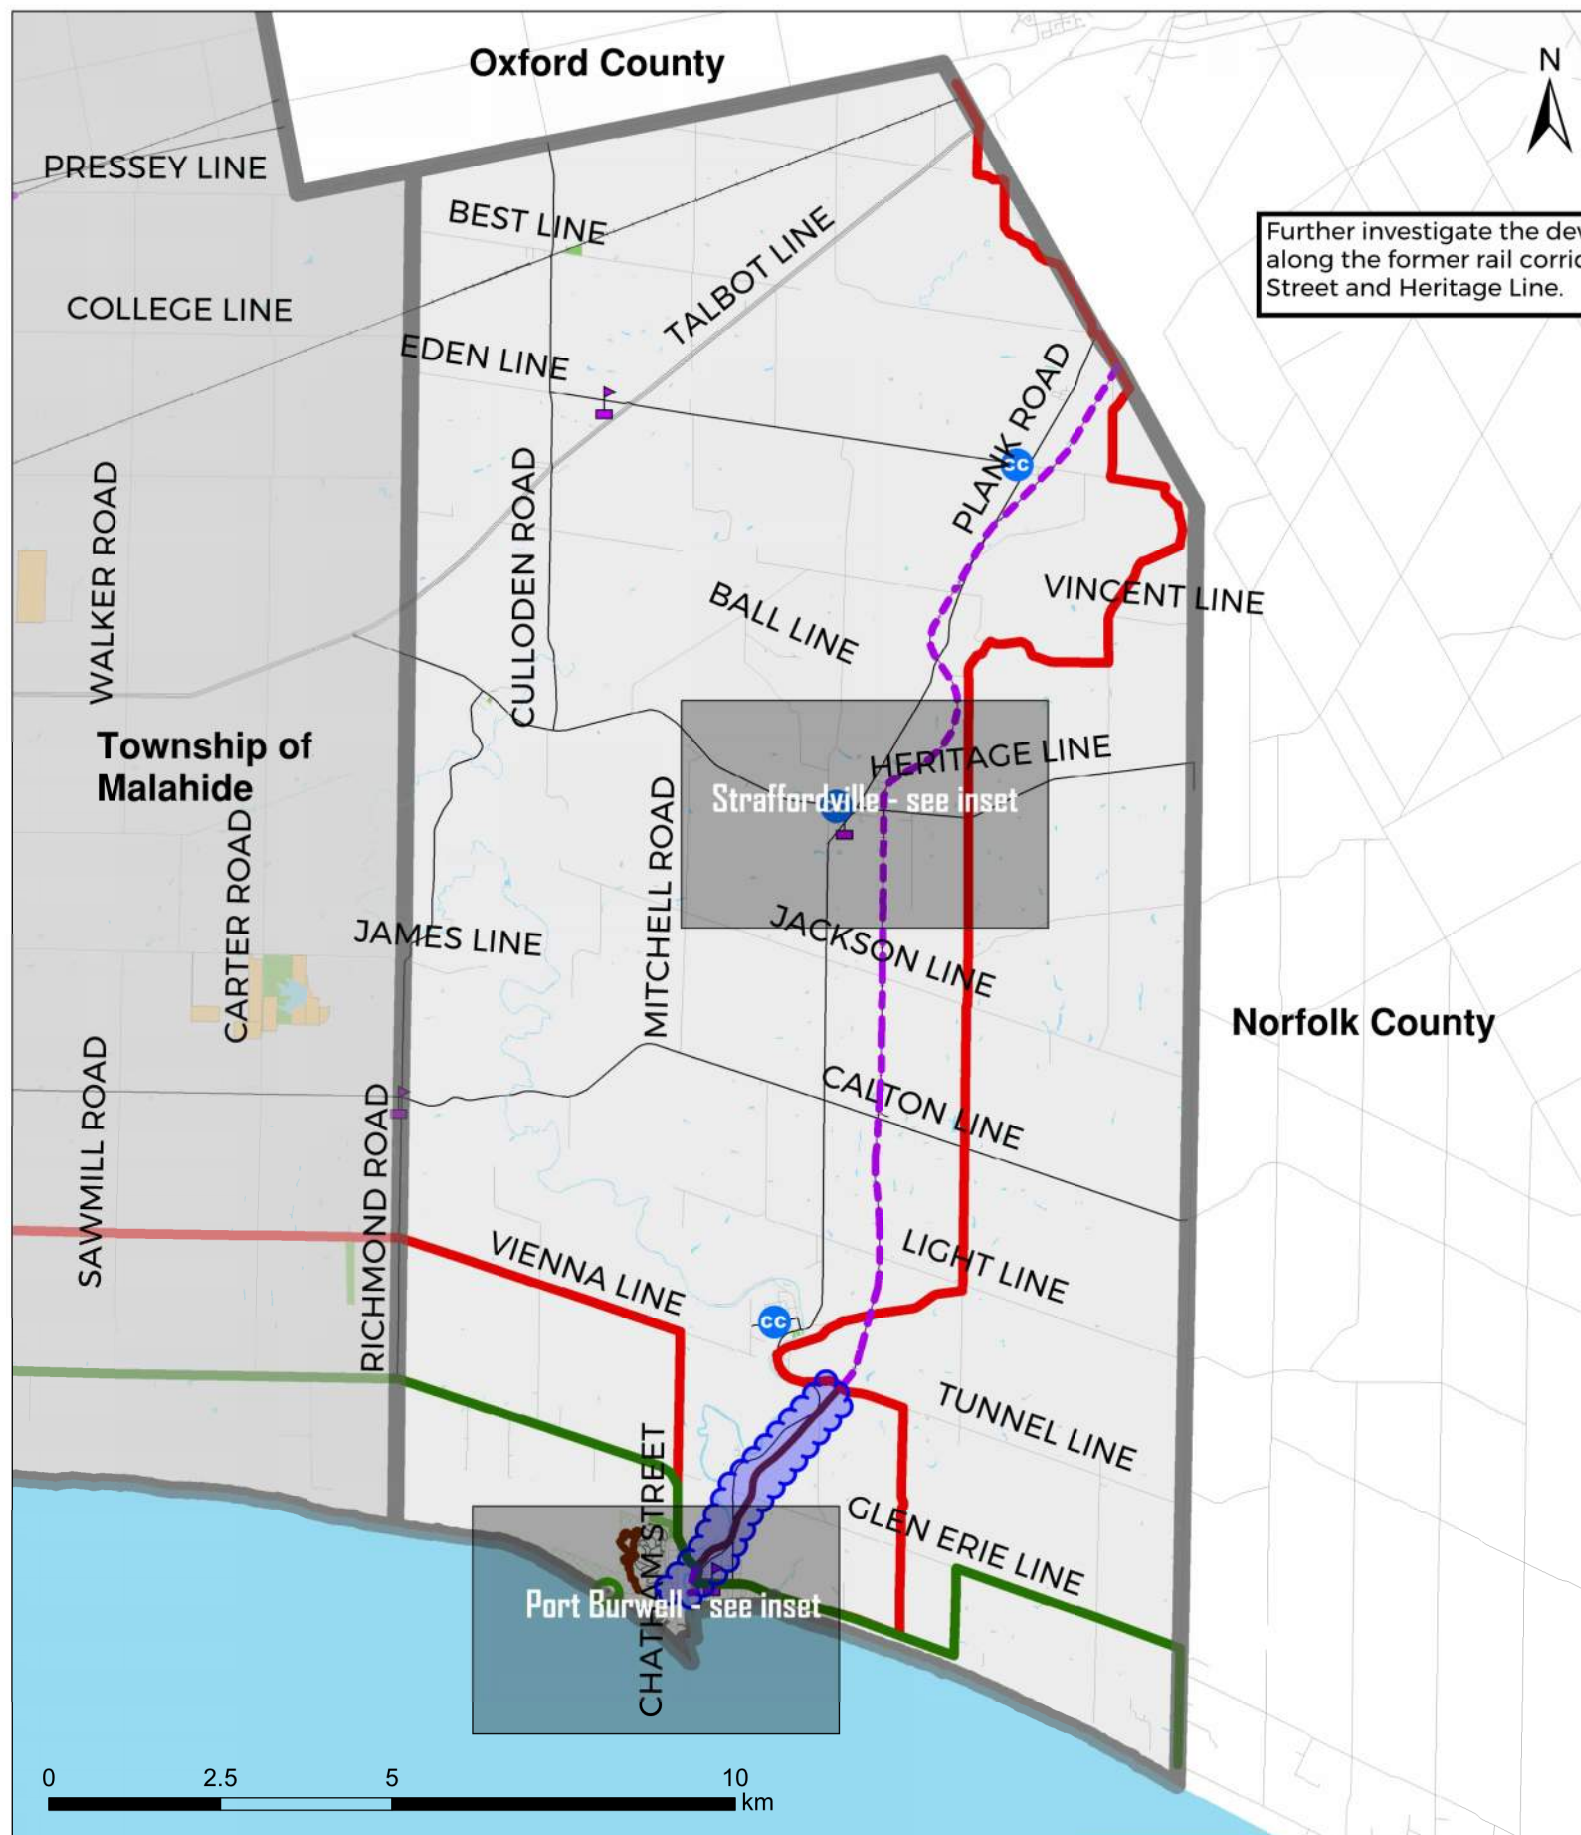 Oxford County
N
PRESSEY LINE
BEST LINE
TALBOT LINE
Further investigate the
along the former rail
Street and Heritage Line.
COLLEGE LINE
EDEN LINE
PLANK ROAD
CC
WALKER ROAD
CULLODEN ROAD
BALL LINE
VINCENT LINE
Township of
Malahide
HERITAGE LINE
Straffordville - see inset
MITCHELL ROAD
CARTER ROAD
JAMES LINE
JACKSON LINE
Norfolk County
SAWMILL ROAD
RICHMOND ROAD
CALTON LINE
VIENNA LINE
LIGHT LINE
CC
TUNNEL LINE
CHATHAM STREET
GLEN ERIE LINE
Port Burwell - see inset
0 2.5 5 10
km